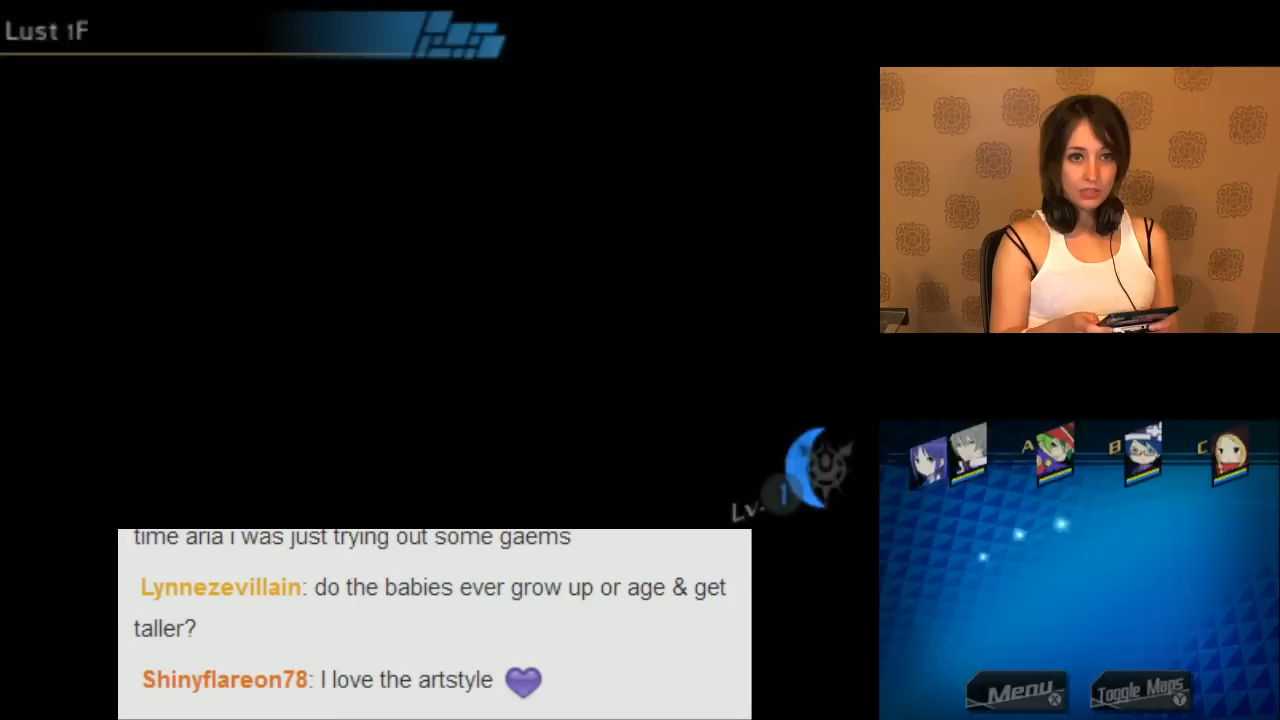 Lust 1F
A
B
C
Lv. 1
time aria i was just trying out some gaems
Lynnezevillain: do the babies ever grow up or age & get
taller?
Shinyflareon78: I love the artstyle
Menu X
Toggle Maps Y